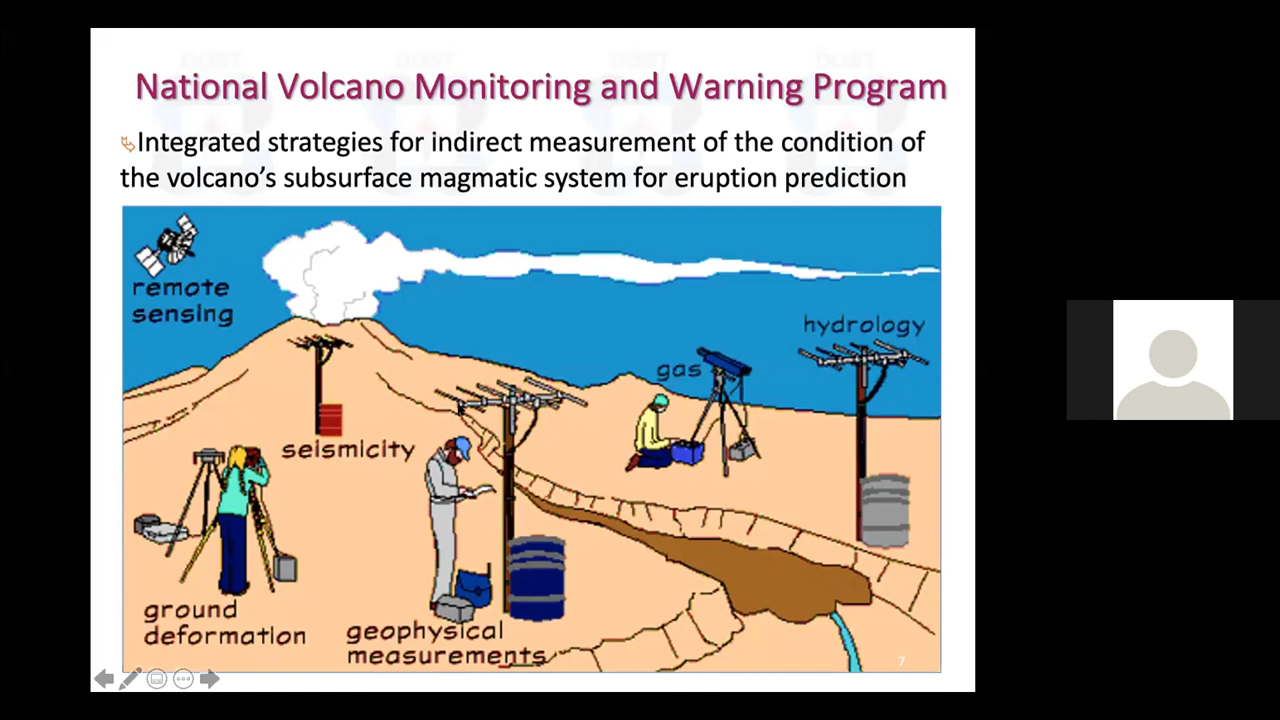 National Volcano Monitoring and Warning Program
Integrated strategies for indirect measurement of the condition of
the volcano's subsurface magmatic system for eruption prediction
remote
sensing
hydrology
gas
seismicity
ground
deformation
geophysical
measurements
7